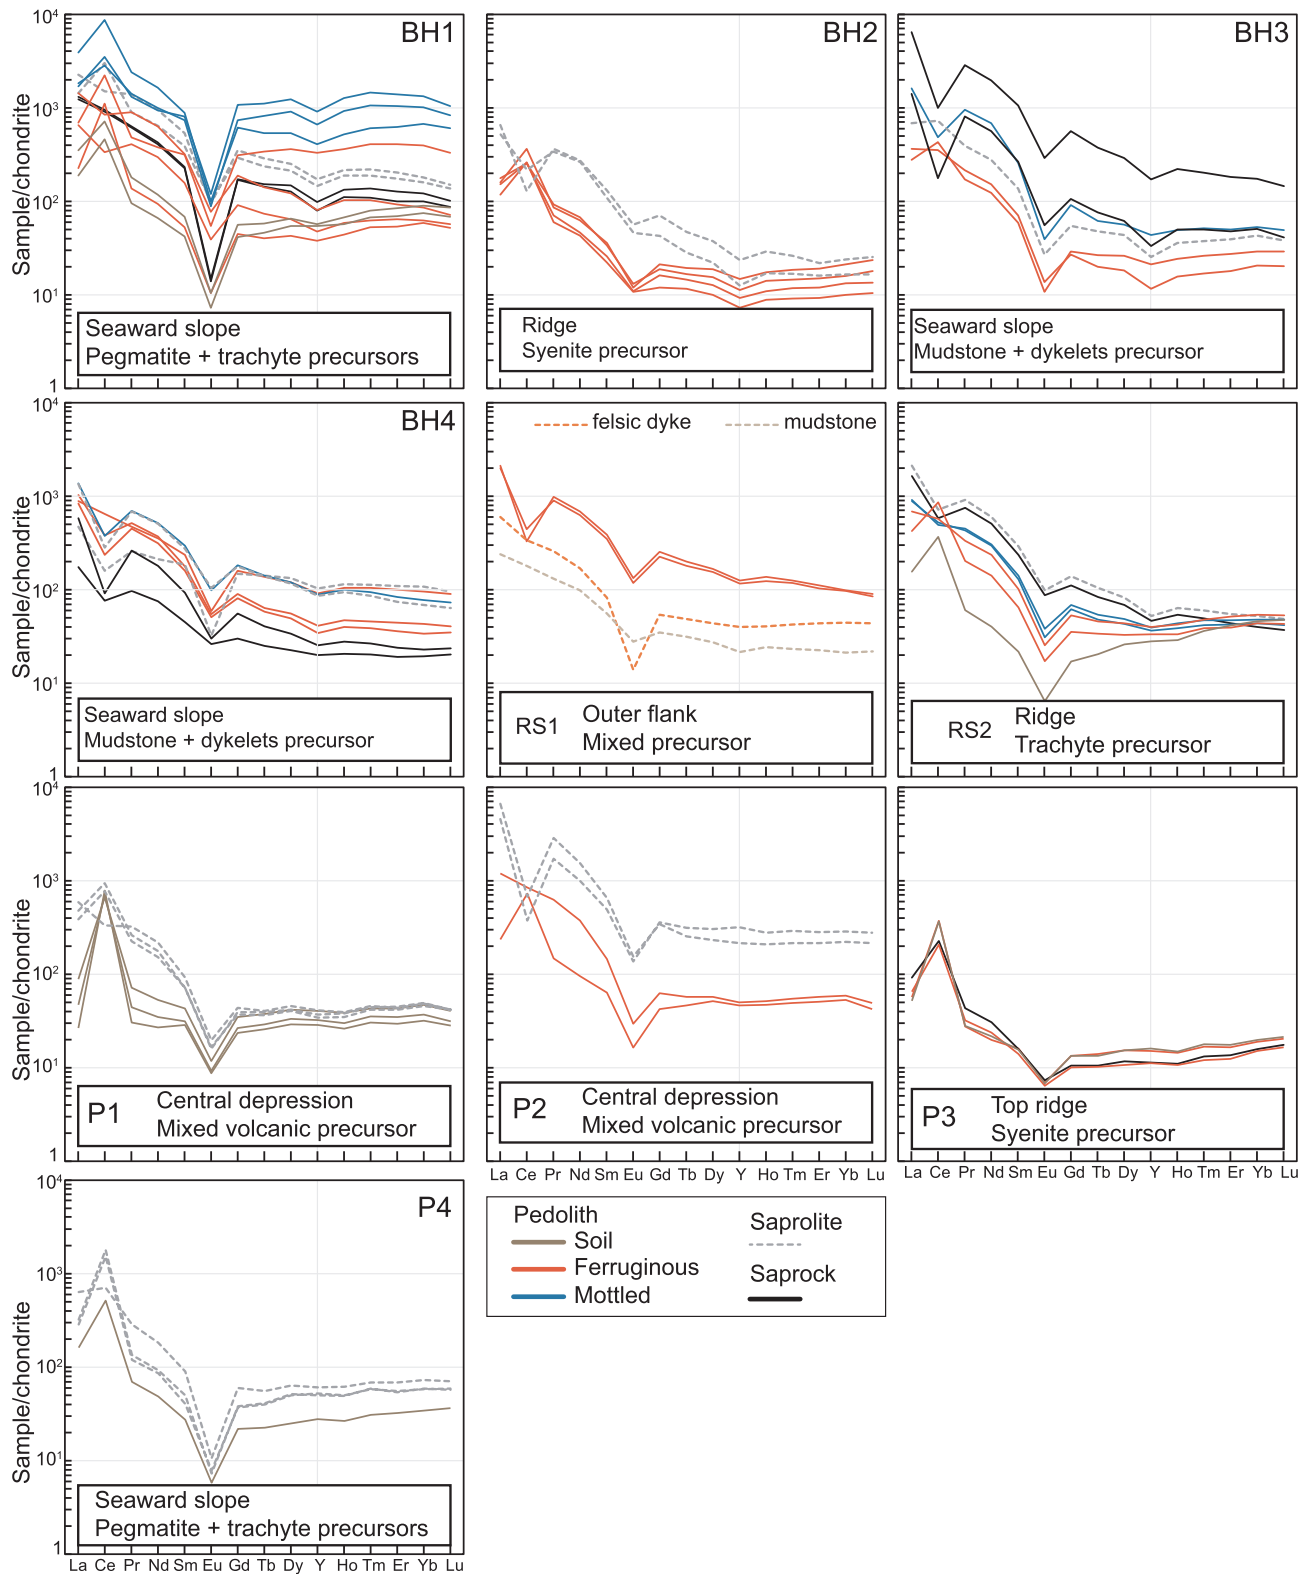 BH1
BH2
BH3
10⁴
10³
10²
10¹
1
Sample/chondrite
Seaward slope
Pegmatite + trachyte precursors
Ridge
Syenite precursor
Seaward slope
Mudstone + dykelets precursor
BH4
felsic dyke
mudstone
10⁴
10³
10²
10¹
1
Sample/chondrite
Seaward slope
Mudstone + dykelets precursor
RS1
Outer flank
Mixed precursor
RS2
Ridge
Trachyte precursor
10⁴
10³
10²
10¹
1
Sample/chondrite
P1
Central depression
Mixed volcanic precursor
P2
Central depression
Mixed volcanic precursor
P3
Top ridge
Syenite precursor
La Ce Pr Nd Sm Eu Gd Tb Dy Y Ho Tm Er Yb Lu
La Ce Pr Nd Sm Eu Gd Tb Dy Y Ho Tm Er Yb Lu
P4
10⁴
10³
10²
10¹
1
Sample/chondrite
Seaward slope
Pegmatite + trachyte precursors
La Ce Pr Nd Sm Eu Gd Tb Dy Y Ho Tm Er Yb Lu
Pedolith
Soil
Ferruginous
Mottled
Saprolite
Saprock